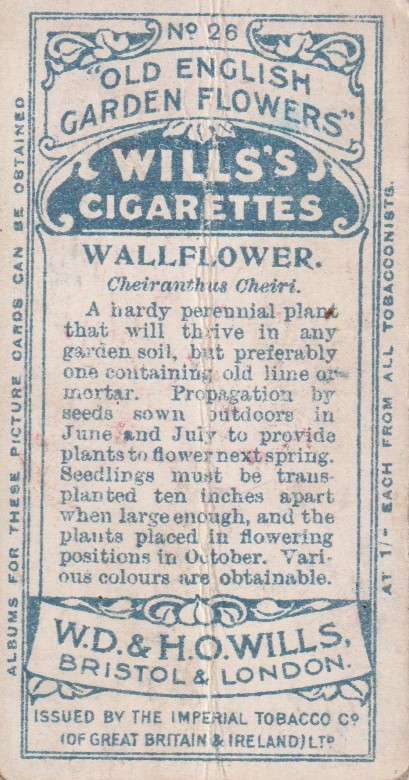 No 26
"OLD ENGLISH
GARDEN FLOWERS"
WILLS'S
CIGARETTES
WALLFLOWER.
Cheiranthus Cheiri.
A hardy perennial plant
that will thrive in any
garden soil, but preferably
one containing old lime or
mortar. Propagation by
seeds sown outdoors in
June and July to provide
plants to flower next spring.
Seedlings must be trans-
planted ten inches apart
when large enough, and the
plants placed in flowering
positions in October. Vari-
ous colours are obtainable.
W.D. & H.O. WILLS,
BRISTOL & LONDON.
ISSUED BY THE IMPERIAL TOBACCO Co
(OF GREAT BRITAIN & IRELAND) LTD
ALBUMS FOR THESE PICTURE CARDS CAN BE OBTAINED
AT 1/- EACH FROM ALL TOBACCONISTS.